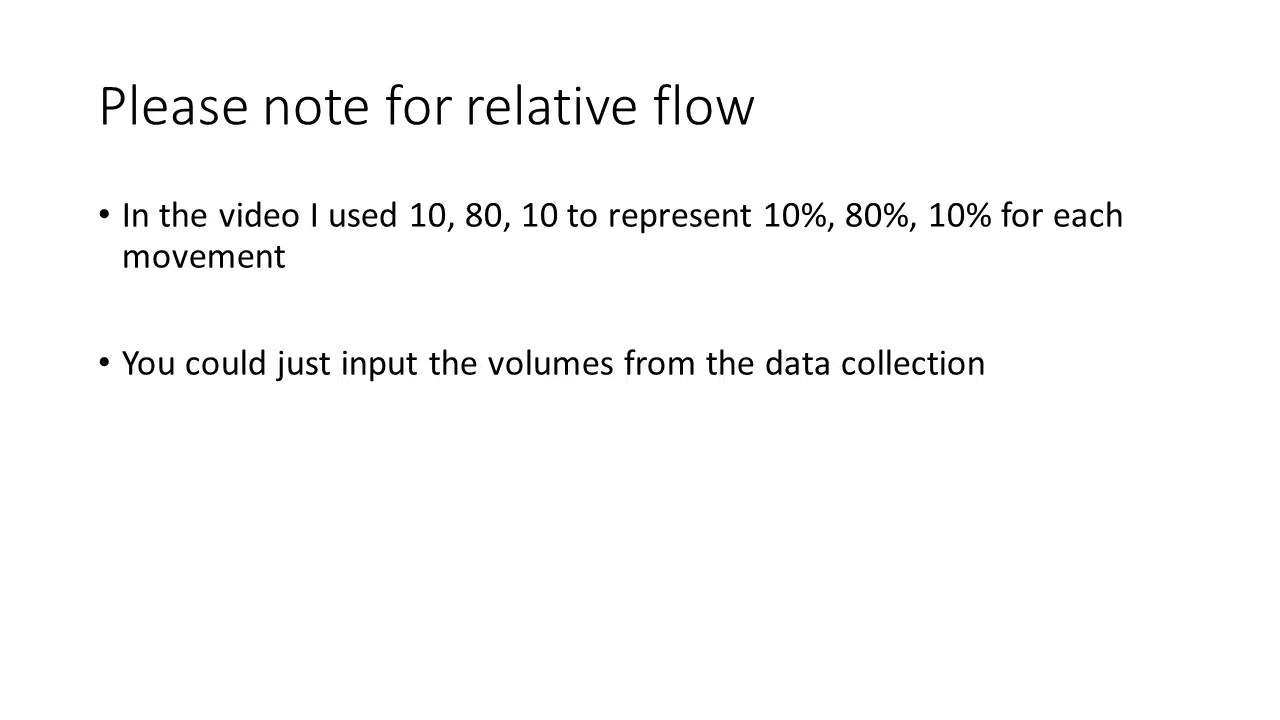 Please note for relative flow
• In the video I used 10, 80, 10 to represent 10%, 80%, 10% for each
movement
• You could just input the volumes from the data collection